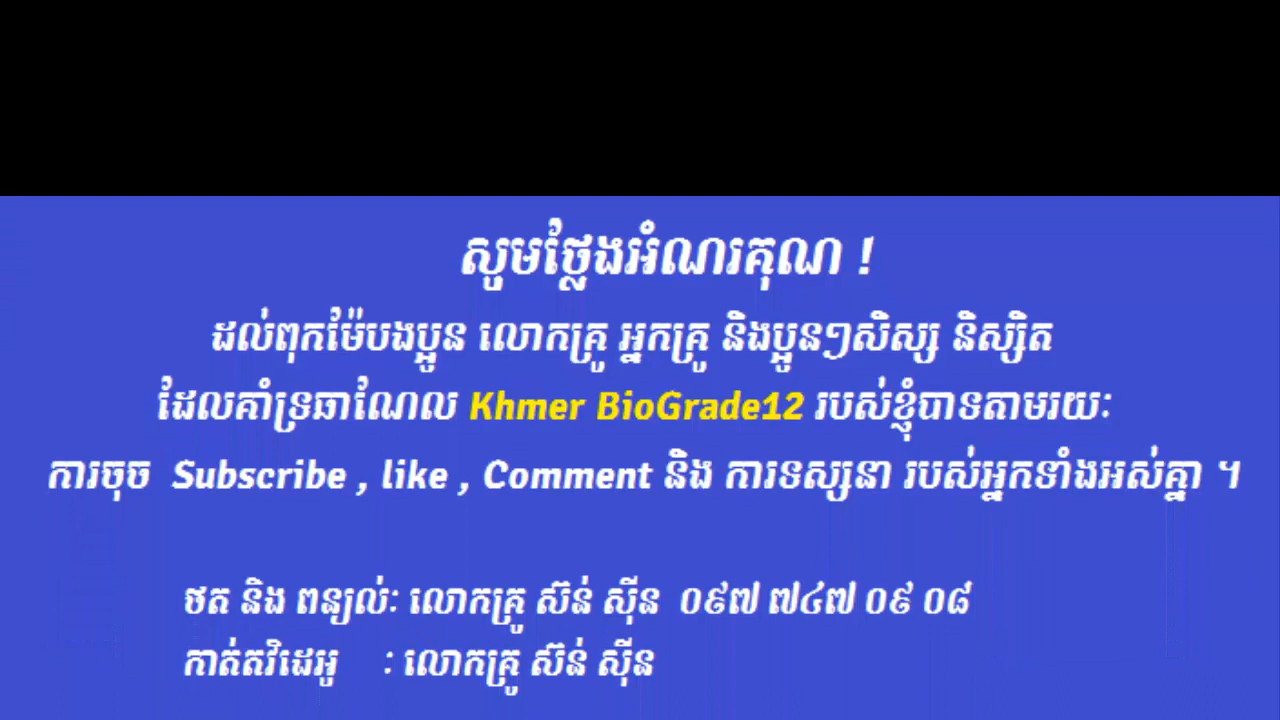 សូមថ្លែងអំណរគុណ !
ដល់ពុកម៉ែបងប្អូន លោកគ្រូ អ្នកគ្រូ និងប្អូនៗសិស្ស និស្សិត
ដែលគាំទ្រឆាណែល Khmer BioGrade12 របស់ខ្ញុំបាទតាមរយៈ
ការចុច Subscribe , like , Comment និង ការទស្សនា របស់អ្នកទាំងអស់គ្នា ។
ថត និង ពន្យល់: លោកគ្រូ ស៊ន់ ស៊ីន ០៩៧ ៧៤៧ ០៩ ០៨
កាត់តវិដេអូ : លោកគ្រូ ស៊ន់ ស៊ីន